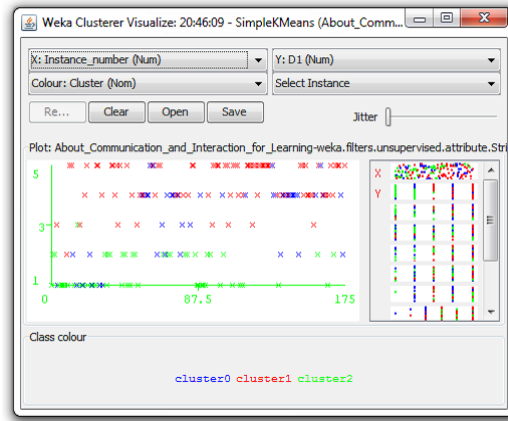 Weka Clusterer Visualize: 20:46:09 - SimpleKMeans (About_Comm...
X: Instance_number (Num) Y: D1 (Num)
Colour: Cluster (Nom) Select Instance
Re... Clear Open Save Jitter
Plot: About_Communication_and_Interaction_for_Learning-weka.filters.unsupervised.attribute.Stri
5
3
1
0 87.5 175
X
Y
Class colour
cluster0 cluster1 cluster2